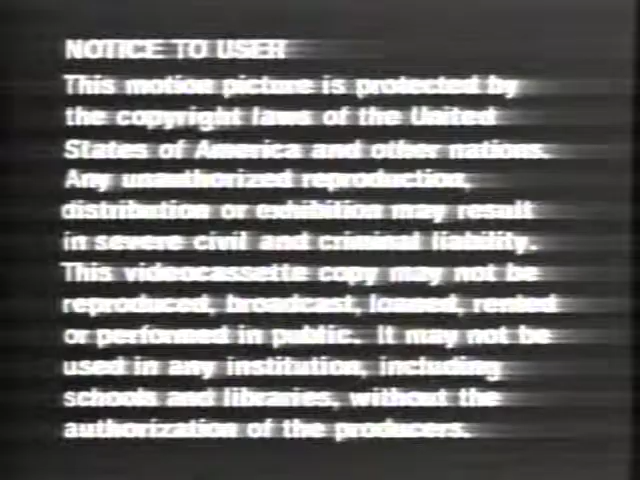 NOTICE TO USER
This motion picture is protected by
the copyright laws of the United
States of America and other nations.
Any unauthorized reproduction,
distribution or exhibition may result
in severe civil and criminal liability.
This videocassette copy may not be
reproduced, broadcast, loaned, rented
or performed in public. It may not be
used in any institution, including
schools and libraries, without the
authorization of the producers.